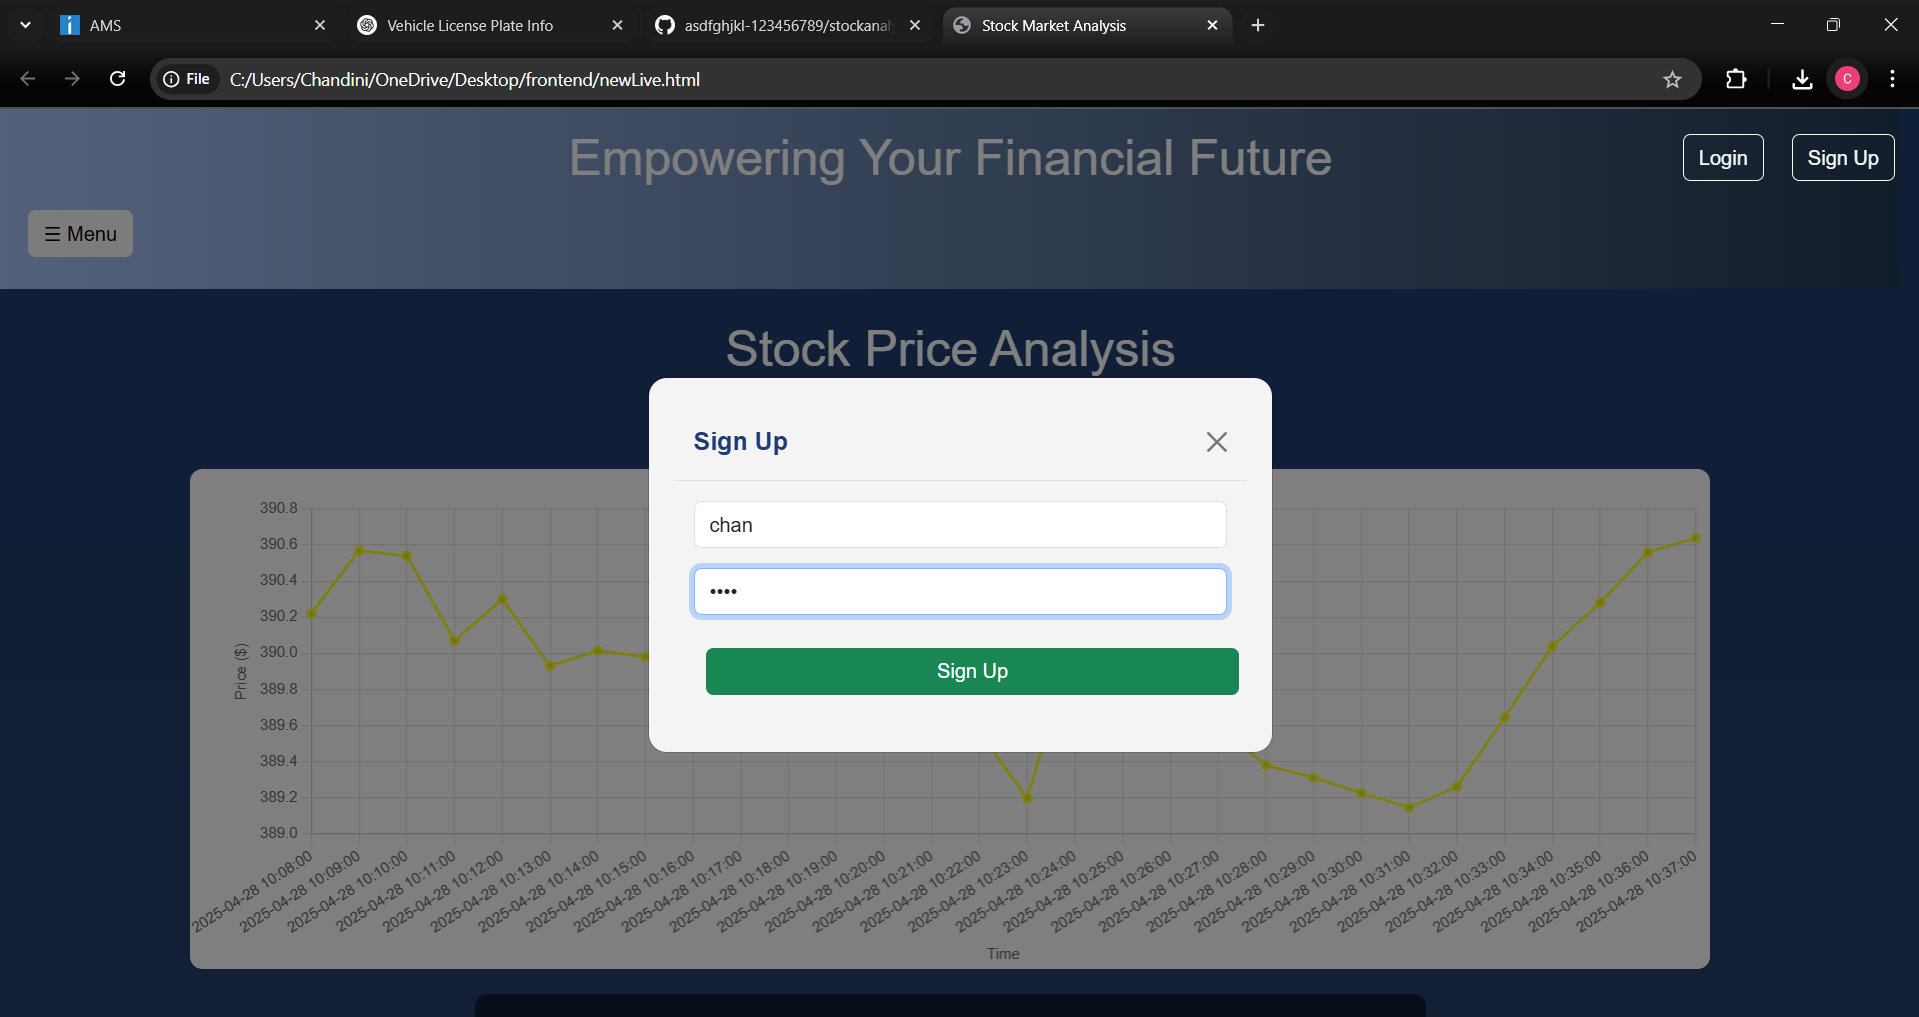 AMS
Vehicle License Plate Info
asdfghjkl-123456789/stockanaly
Stock Market Analysis
File
C:/Users/Chandini/OneDrive/Desktop/frontend/newLive.html
C
Empowering Your Financial Future
Login
Sign Up
☰ Menu
Stock Price Analysis
Sign Up
chan
••••
Sign Up
Price ($)
390.8
390.6
390.4
390.2
390.0
389.8
389.6
389.4
389.2
389.0
2025-04-28 10:08:00
2025-04-28 10:09:00
2025-04-28 10:10:00
2025-04-28 10:11:00
2025-04-28 10:12:00
2025-04-28 10:13:00
2025-04-28 10:14:00
2025-04-28 10:15:00
2025-04-28 10:16:00
2025-04-28 10:17:00
2025-04-28 10:18:00
2025-04-28 10:19:00
2025-04-28 10:20:00
2025-04-28 10:21:00
2025-04-28 10:22:00
2025-04-28 10:23:00
2025-04-28 10:24:00
2025-04-28 10:25:00
2025-04-28 10:26:00
2025-04-28 10:27:00
2025-04-28 10:28:00
2025-04-28 10:29:00
2025-04-28 10:30:00
2025-04-28 10:31:00
2025-04-28 10:32:00
2025-04-28 10:33:00
2025-04-28 10:34:00
2025-04-28 10:35:00
2025-04-28 10:36:00
2025-04-28 10:37:00
Time